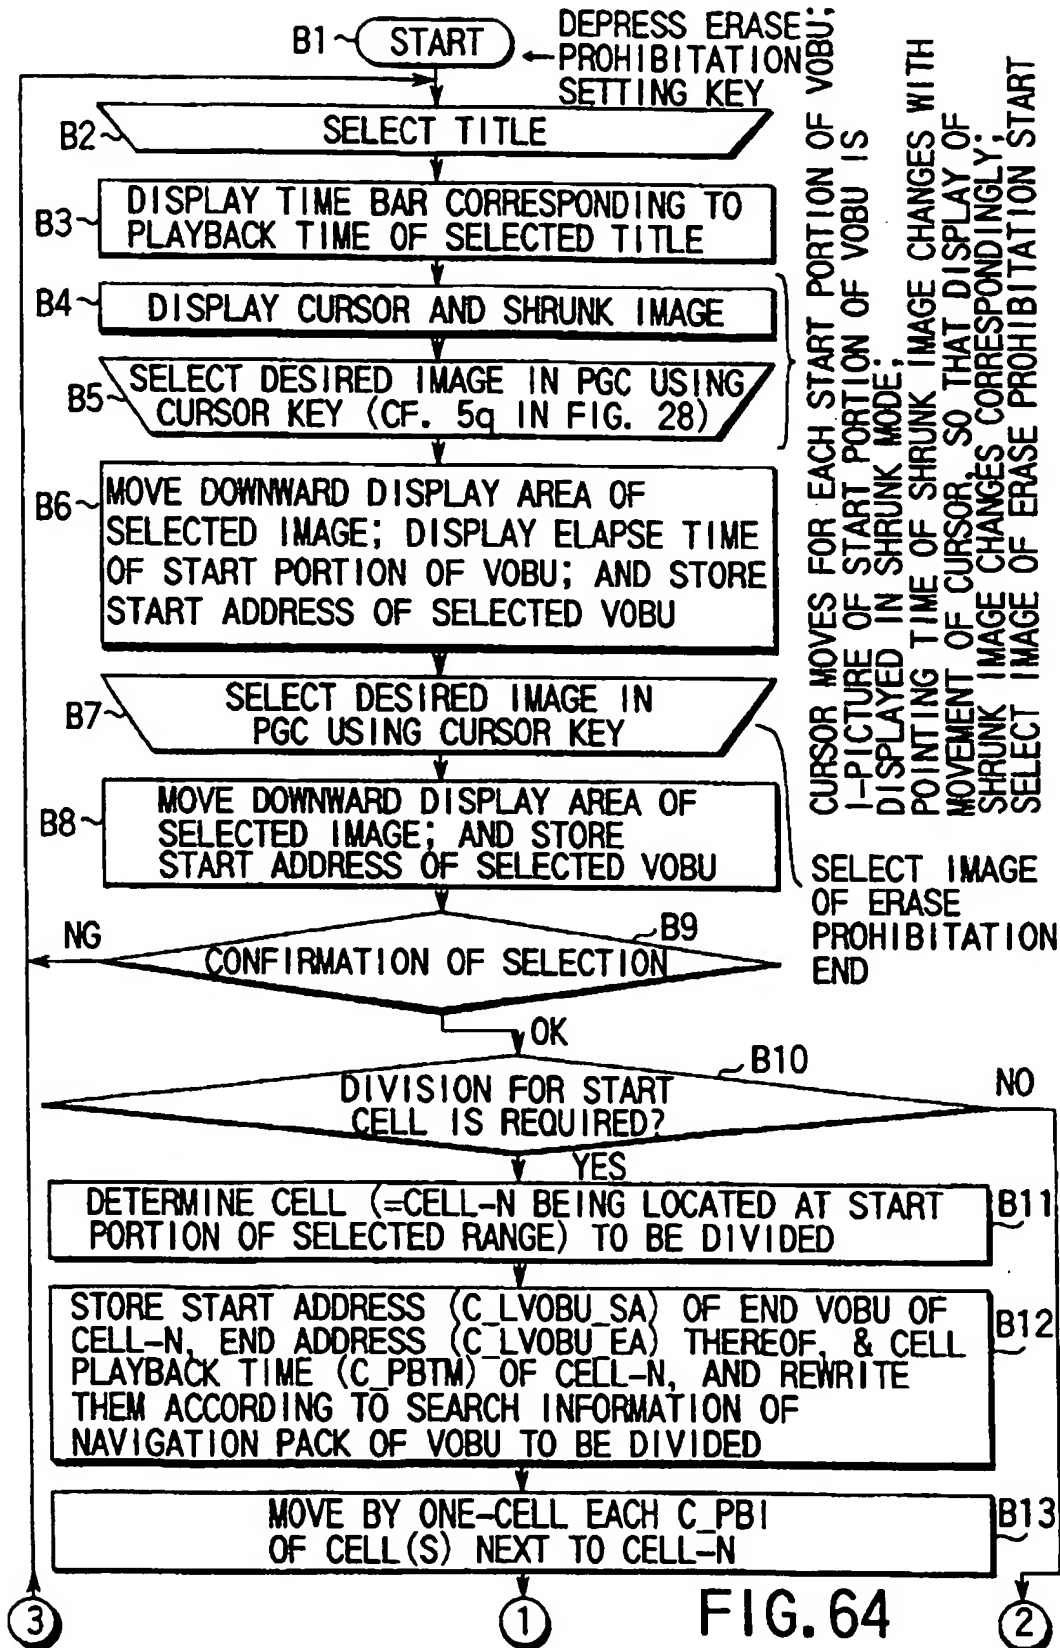 B1
START
DEPRESS ERASE
PROHIBITATION
SETTING KEY
B2
SELECT TITLE
B3
DISPLAY TIME BAR CORRESPONDING TO
PLAYBACK TIME OF SELECTED TITLE
B4
DISPLAY CURSOR AND SHRUNK IMAGE
B5
SELECT DESIRED IMAGE IN PGC USING
CURSOR KEY (CF. 5q IN FIG. 28)
CURSOR MOVES FOR EACH START PORTION OF VOBU;
I-PICTURE OF START PORTION OF VOBU IS
DISPLAYED IN SHRUNK MODE;
POINTING TIME OF SHRUNK IMAGE CHANGES WITH
MOVEMENT OF CURSOR, SO THAT DISPLAY OF
SHRUNK IMAGE CHANGES CORRESPONDINGLY;
SELECT IMAGE OF ERASE PROHIBITATION START
B6
MOVE DOWNWARD DISPLAY AREA OF
SELECTED IMAGE; DISPLAY ELAPSE TIME
OF START PORTION OF VOBU; AND STORE
START ADDRESS OF SELECTED VOBU
B7
SELECT DESIRED IMAGE IN
PGC USING CURSOR KEY
SELECT IMAGE
OF ERASE
PROHIBITATION
END
B8
MOVE DOWNWARD DISPLAY AREA OF
SELECTED IMAGE; AND STORE
START ADDRESS OF SELECTED VOBU
B9
NG
CONFIRMATION OF SELECTION
OK
B10
DIVISION FOR START
CELL IS REQUIRED?
NO
YES
DETERMINE CELL (=CELL-N BEING LOCATED AT START
PORTION OF SELECTED RANGE) TO BE DIVIDED
B11
STORE START ADDRESS (C_LVOBU_SA) OF END VOBU OF
CELL-N, END ADDRESS (C_LVOBU_EA) THEREOF, & CELL
PLAYBACK TIME (C_PBTM) OF CELL-N, AND REWRITE
THEM ACCORDING TO SEARCH INFORMATION OF
NAVIGATION PACK OF VOBU TO BE DIVIDED
B12
MOVE BY ONE-CELL EACH C_PBI
OF CELL(S) NEXT TO CELL-N
B13
3
1
FIG. 64
2